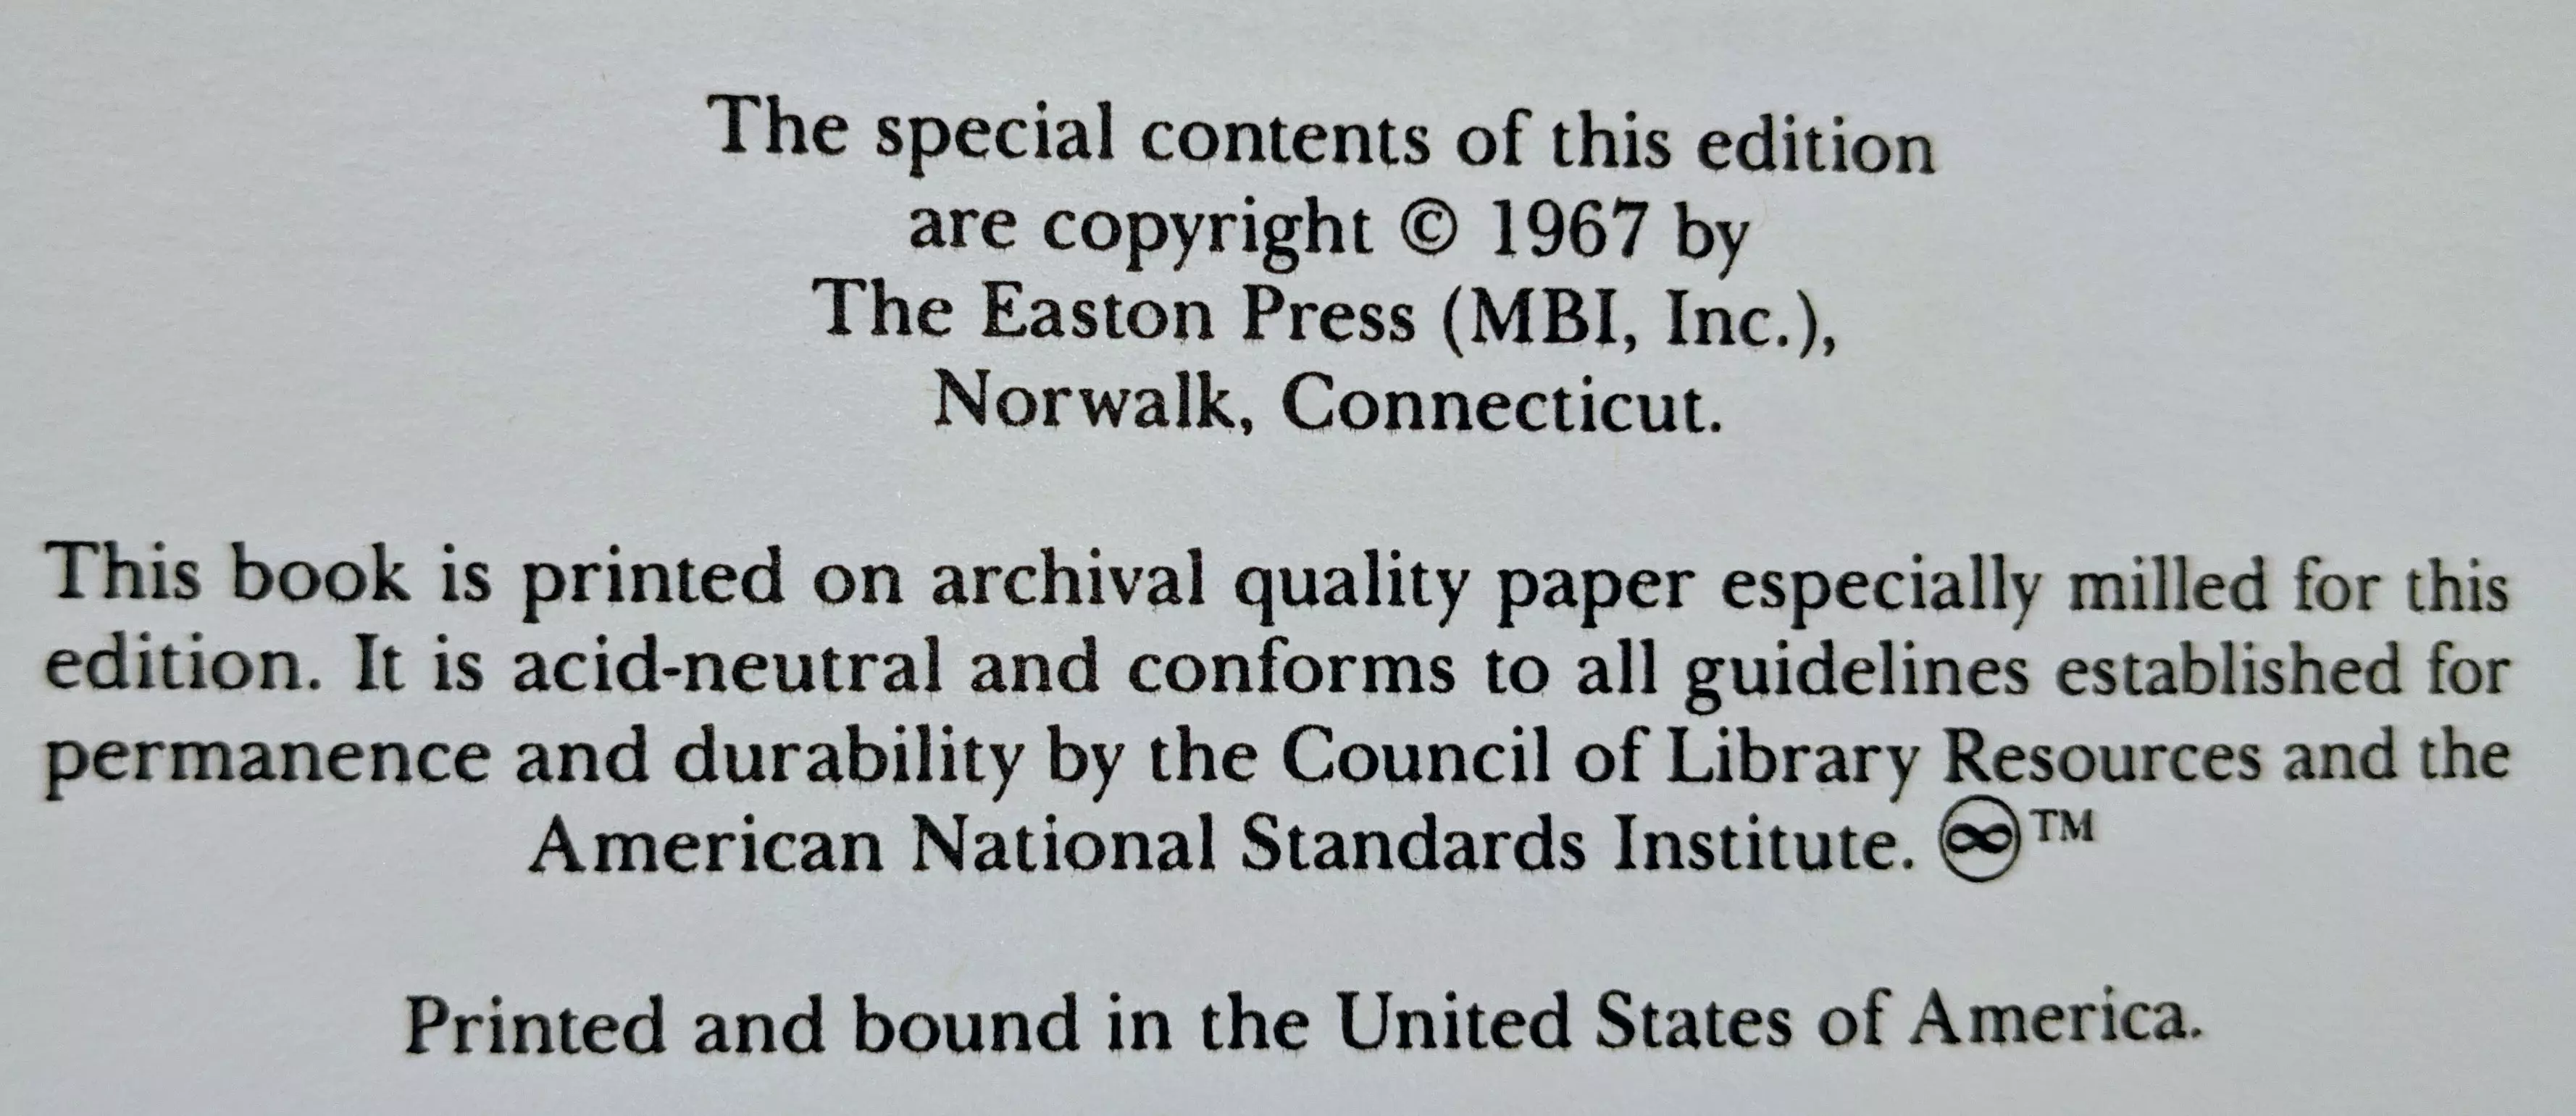 The special contents of this edition
are copyright © 1967 by
The Easton Press (MBI, Inc.),
Norwalk, Connecticut.
This book is printed on archival quality paper especially milled for this
edition. It is acid-neutral and conforms to all guidelines established for
permanence and durability by the Council of Library Resources and the
American National Standards Institute. ♾™
Printed and bound in the United States of America.